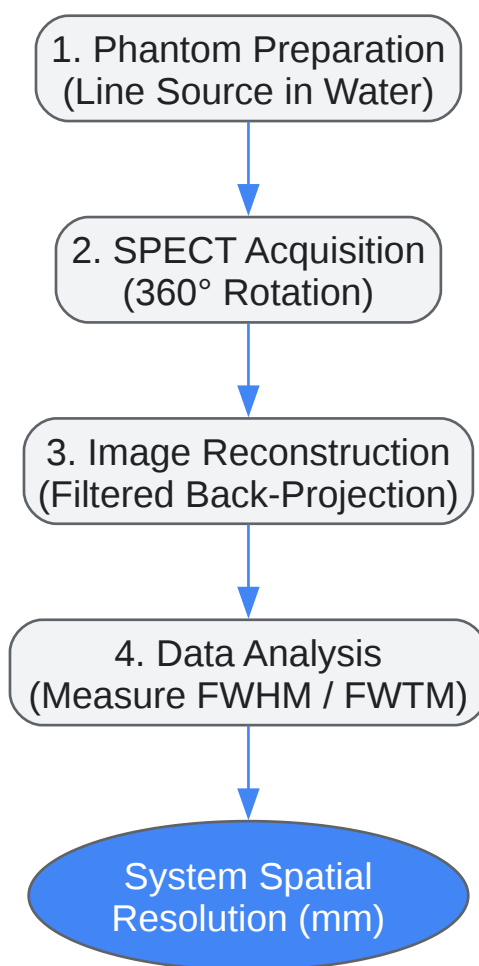 1. Phantom Preparation
(Line Source in Water)
2. SPECT Acquisition
(360° Rotation)
3. Image Reconstruction
(Filtered Back-Projection)
4. Data Analysis
(Measure FWHM / FWTM)
System Spatial
Resolution (mm)